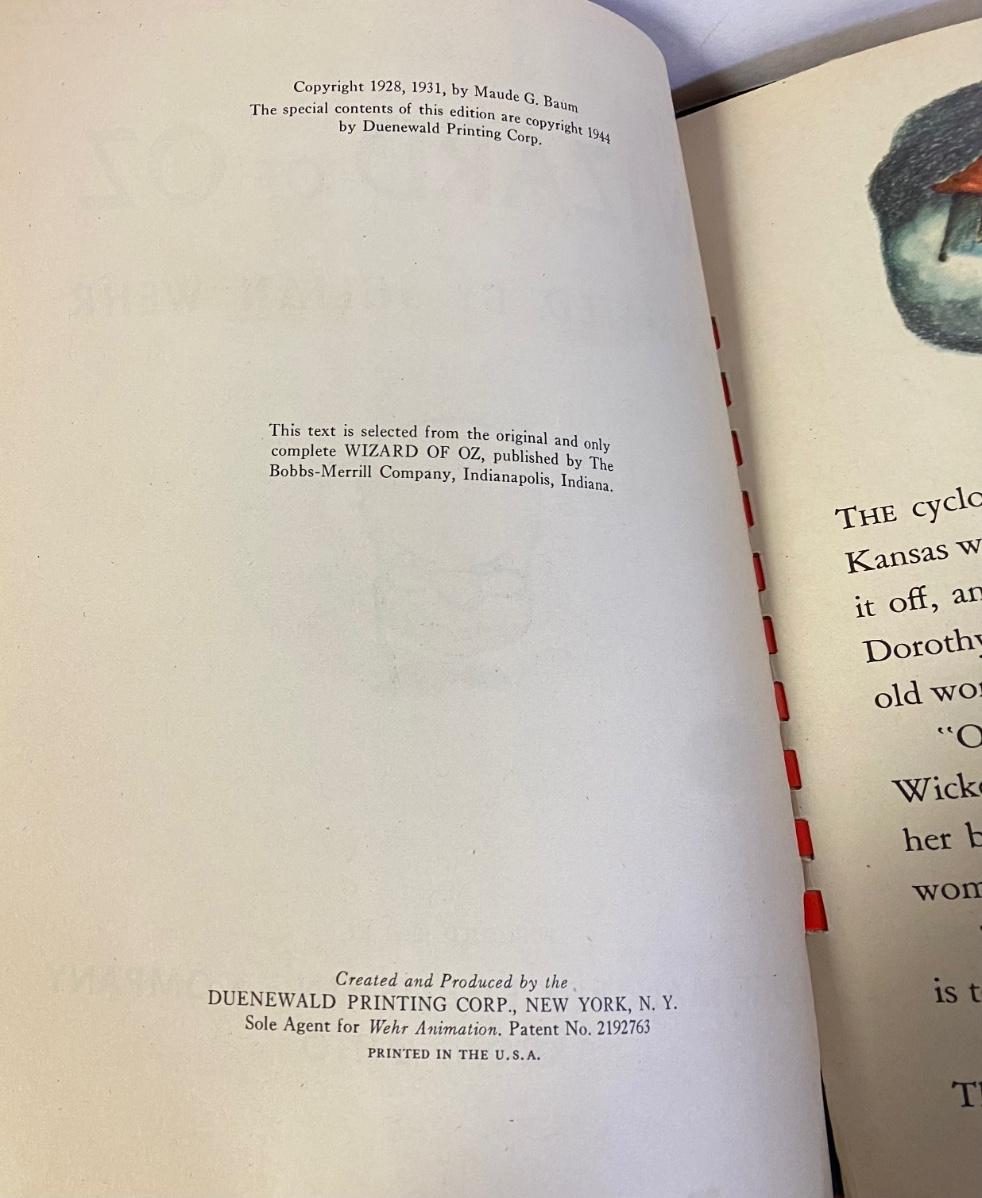 Copyright 1928, 1931, by Maude G. Baum
The special contents of this edition are copyright 1944
by Duenewald Printing Corp.
This text is selected from the original and only
complete WIZARD OF OZ, published by The
Bobbs-Merrill Company, Indianapolis, Indiana.
Created and Produced by the
DUENEWALD PRINTING CORP., NEW YORK, N. Y.
Sole Agent for Wehr Animation. Patent No. 2192763
PRINTED IN THE U.S.A.
THE cyclo
Kansas w
it off, an
Dorothy
old wo
"O
Wick
her b
wom
is t
T